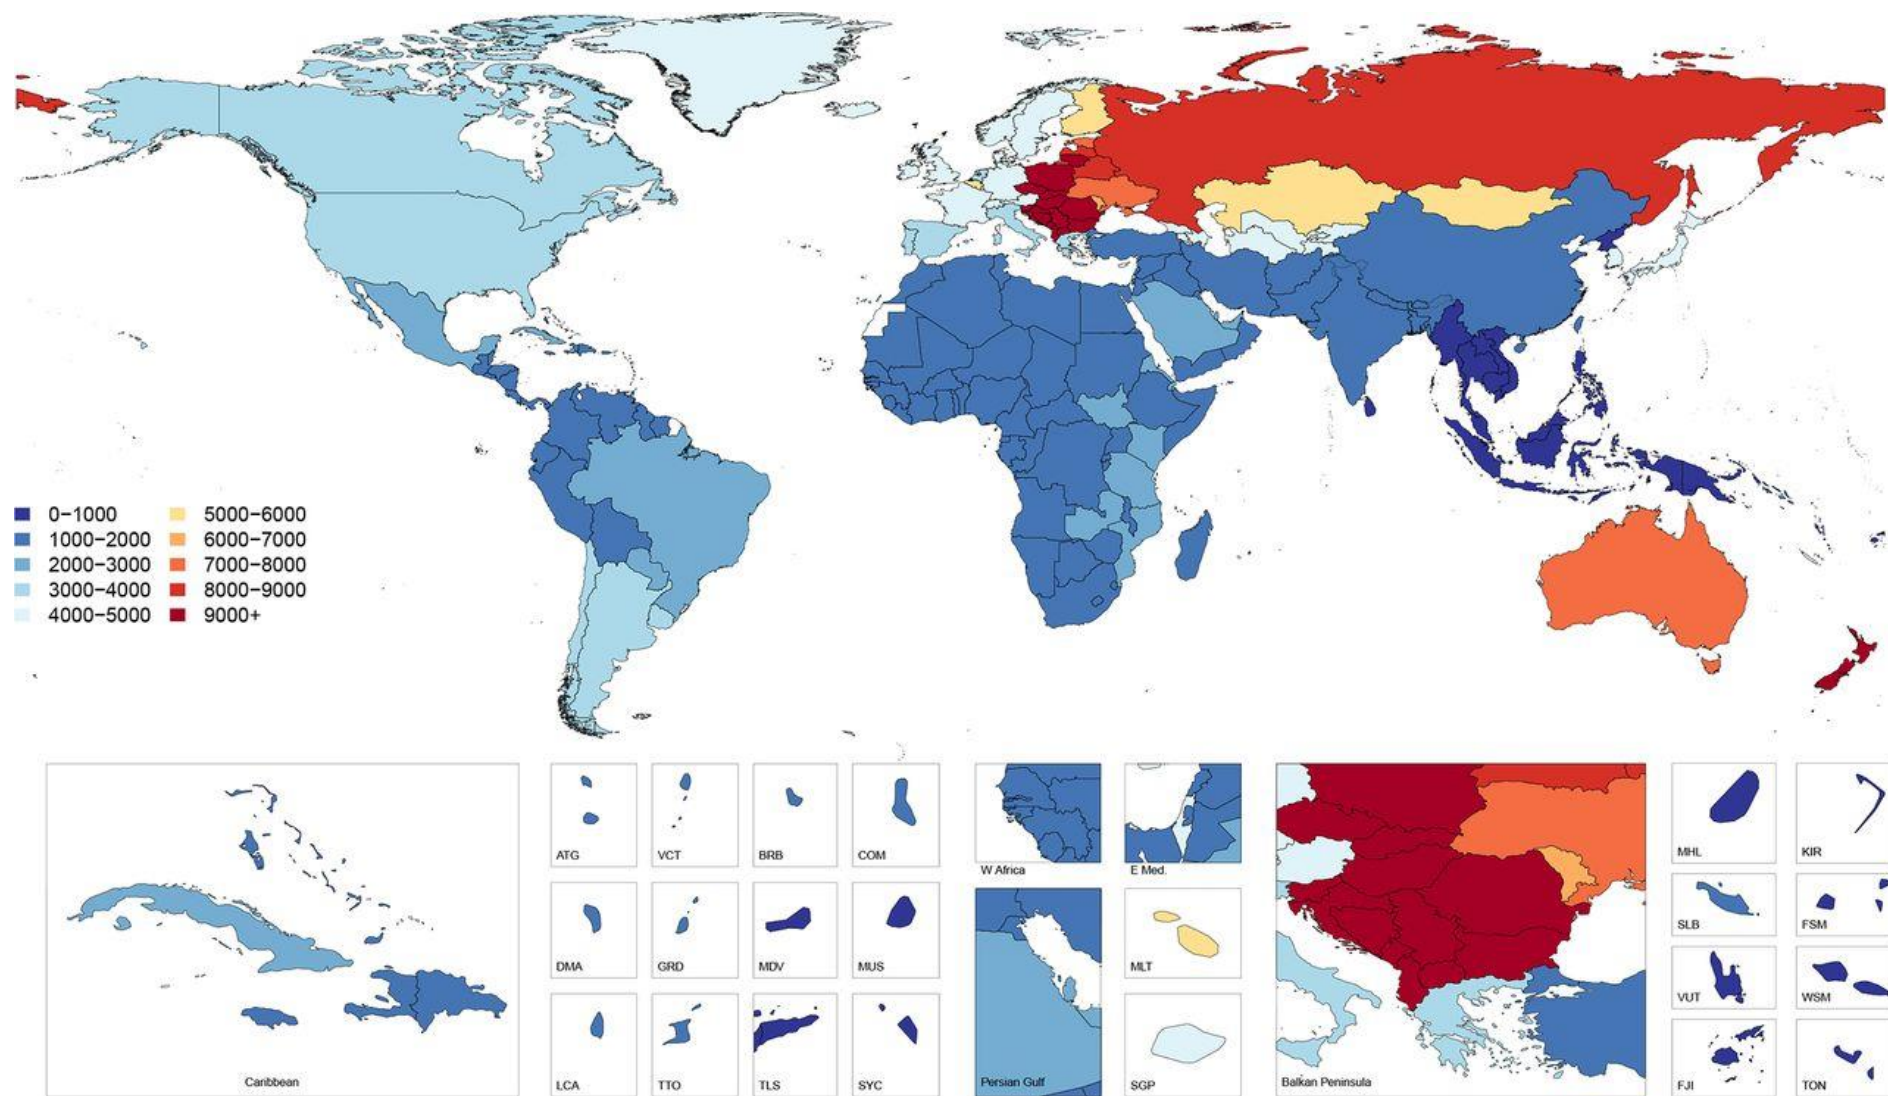 0−1000
1000−2000
2000−3000
3000−4000
4000−5000
5000−6000
6000−7000
7000−8000
8000−9000
9000+
Caribbean
ATG
VCT
BRB
COM
DMA
GRD
MDV
MUS
LCA
TTO
TLS
SYC
W Africa
E Med.
Persian Gulf
MLT
SGP
Balkan Peninsula
MHL
KIR
SLB
FSM
VUT
WSM
FJI
TON